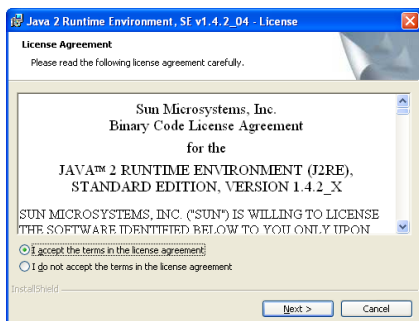 Java 2 Runtime Environment, SE v1.4.2_04 - License
License Agreement
Please read the following license agreement carefully.
Sun Microsystems, Inc.
Binary Code License Agreement
for the
JAVA™ 2 RUNTIME ENVIRONMENT (J2RE),
STANDARD EDITION, VERSION 1.4.2_X
SUN MICROSYSTEMS, INC. ("SUN") IS WILLING TO LICENSE
THE SOFTWARE IDENTIFIED BELOW TO YOU ONLY UPON
I accept the terms in the license agreement
I do not accept the terms in the license agreement
InstallShield
Next >
Cancel